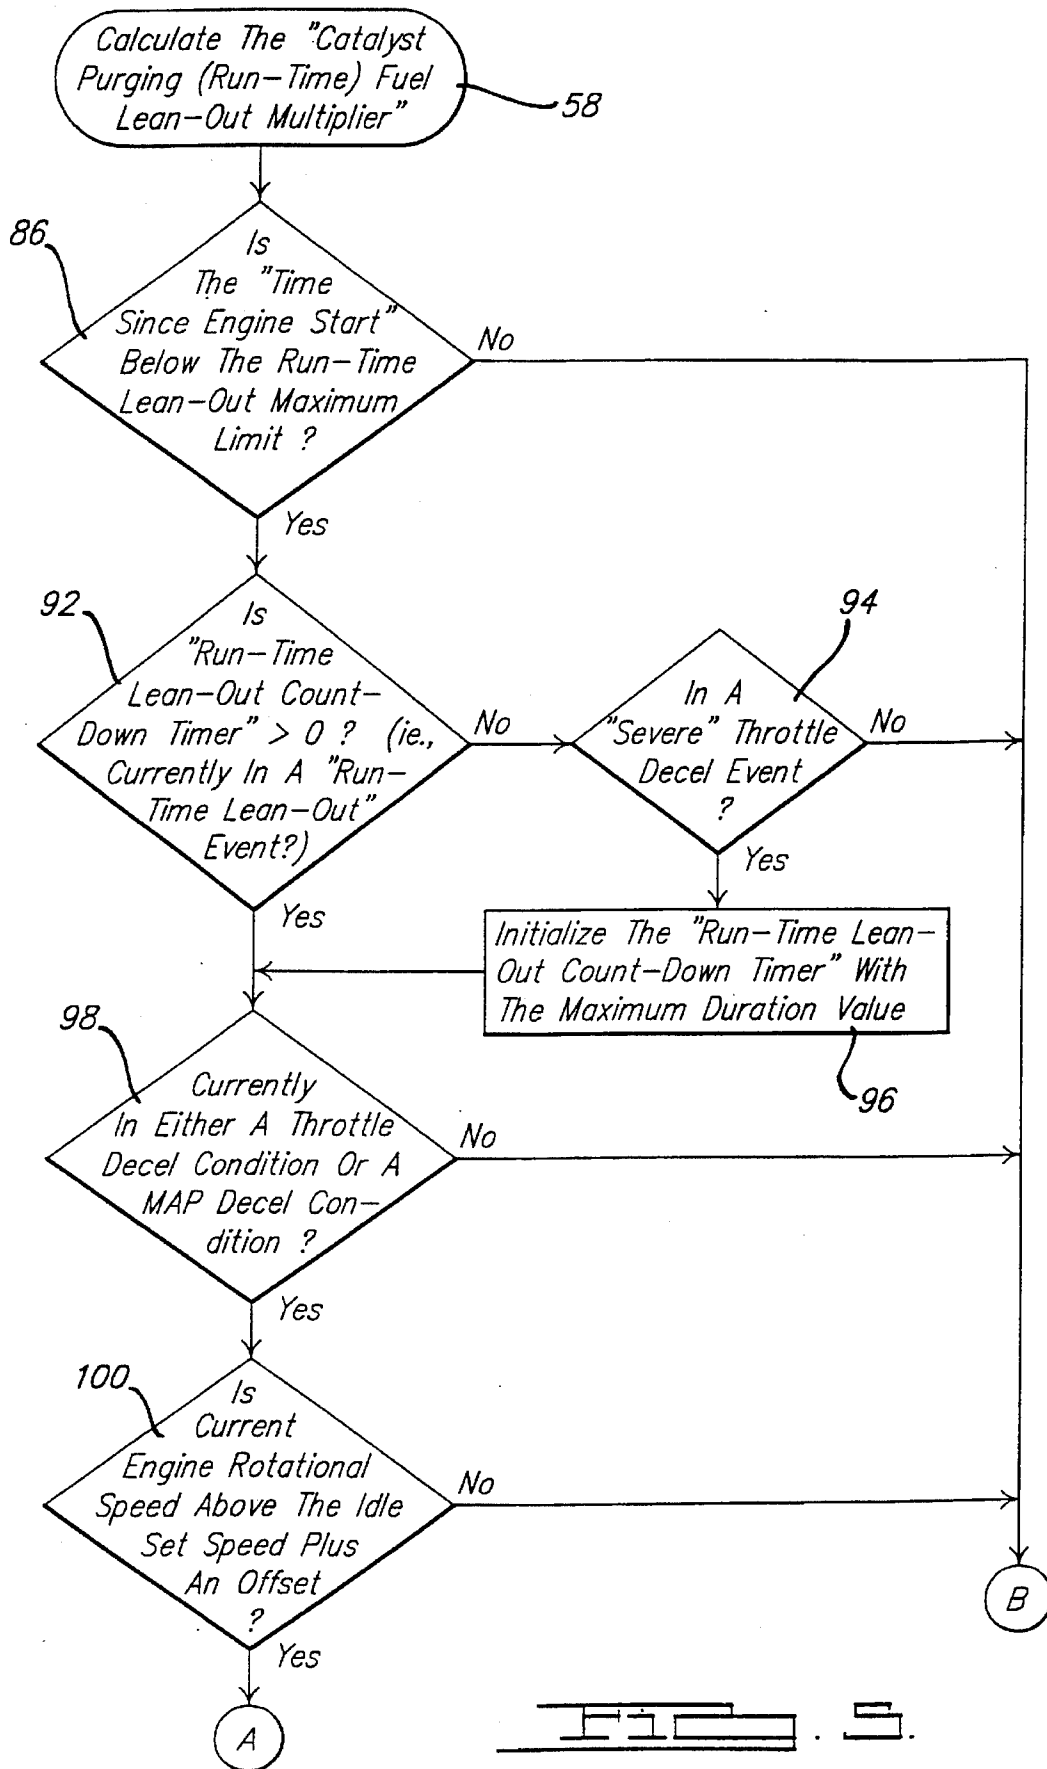 Calculate The "Catalyst
Purging (Run-Time) Fuel
Lean-Out Multiplier"
58
86
Is
The "Time
Since Engine Start"
Below The Run-Time
Lean-Out Maximum
Limit ?
No
Yes
92
Is
"Run-Time
Lean-Out Count-
Down Timer" > 0 ? (ie.,
Currently In A "Run-
Time Lean-Out"
Event?)
No
Yes
94
In A
"Severe" Throttle
Decel Event
?
No
Yes
Initialize The "Run-Time Lean-
Out Count-Down Timer" With
The Maximum Duration Value
96
98
Currently
In Either A Throttle
Decel Condition Or A
MAP Decel Con-
dition ?
No
Yes
100
Is
Current
Engine Rotational
Speed Above The Idle
Set Speed Plus
An Offset
?
No
Yes
B
A